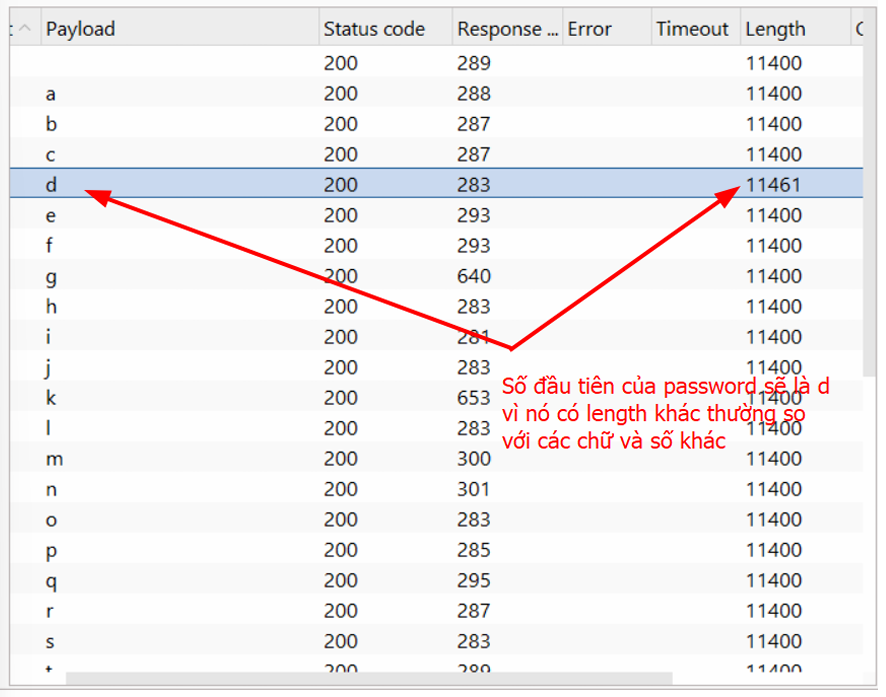 Payload Status code Response ... Error Timeout Length
200 289 11400
a 200 288 11400
b 200 287 11400
c 200 287 11400
d 200 283 11461
e 200 293 11400
f 200 293 11400
g 200 640 11400
h 200 283 11400
i 200 281 11400
j 200 283 11400
k 200 653 11400
l 200 283 11400
m 200 300 11400
n 200 301 11400
o 200 283 11400
p 200 285 11400
q 200 295 11400
r 200 287 11400
s 200 283 11400
t 200 289 11400
Số đầu tiên của password sẽ là d
vì nó có length khác thường so
với các chữ và số khác